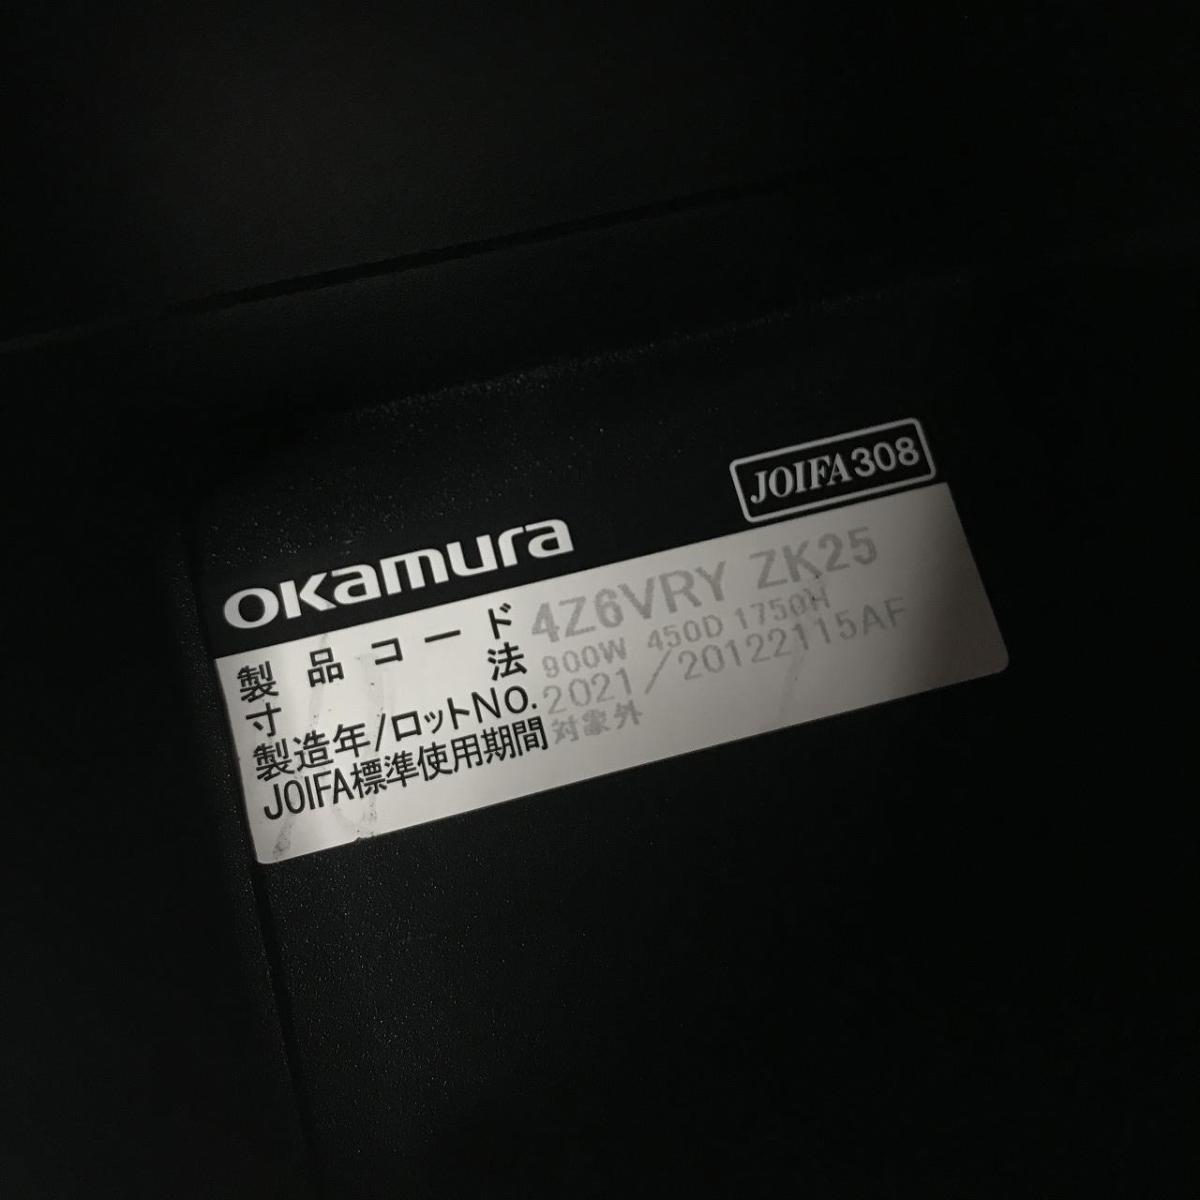 okamura
JOIFA308
製品コード 4Z6VRY ZK25
寸法 900W 450D 1750H
製造年/ロットNO. 2021/20122115AF
JOIFA標準使用期間 対象外